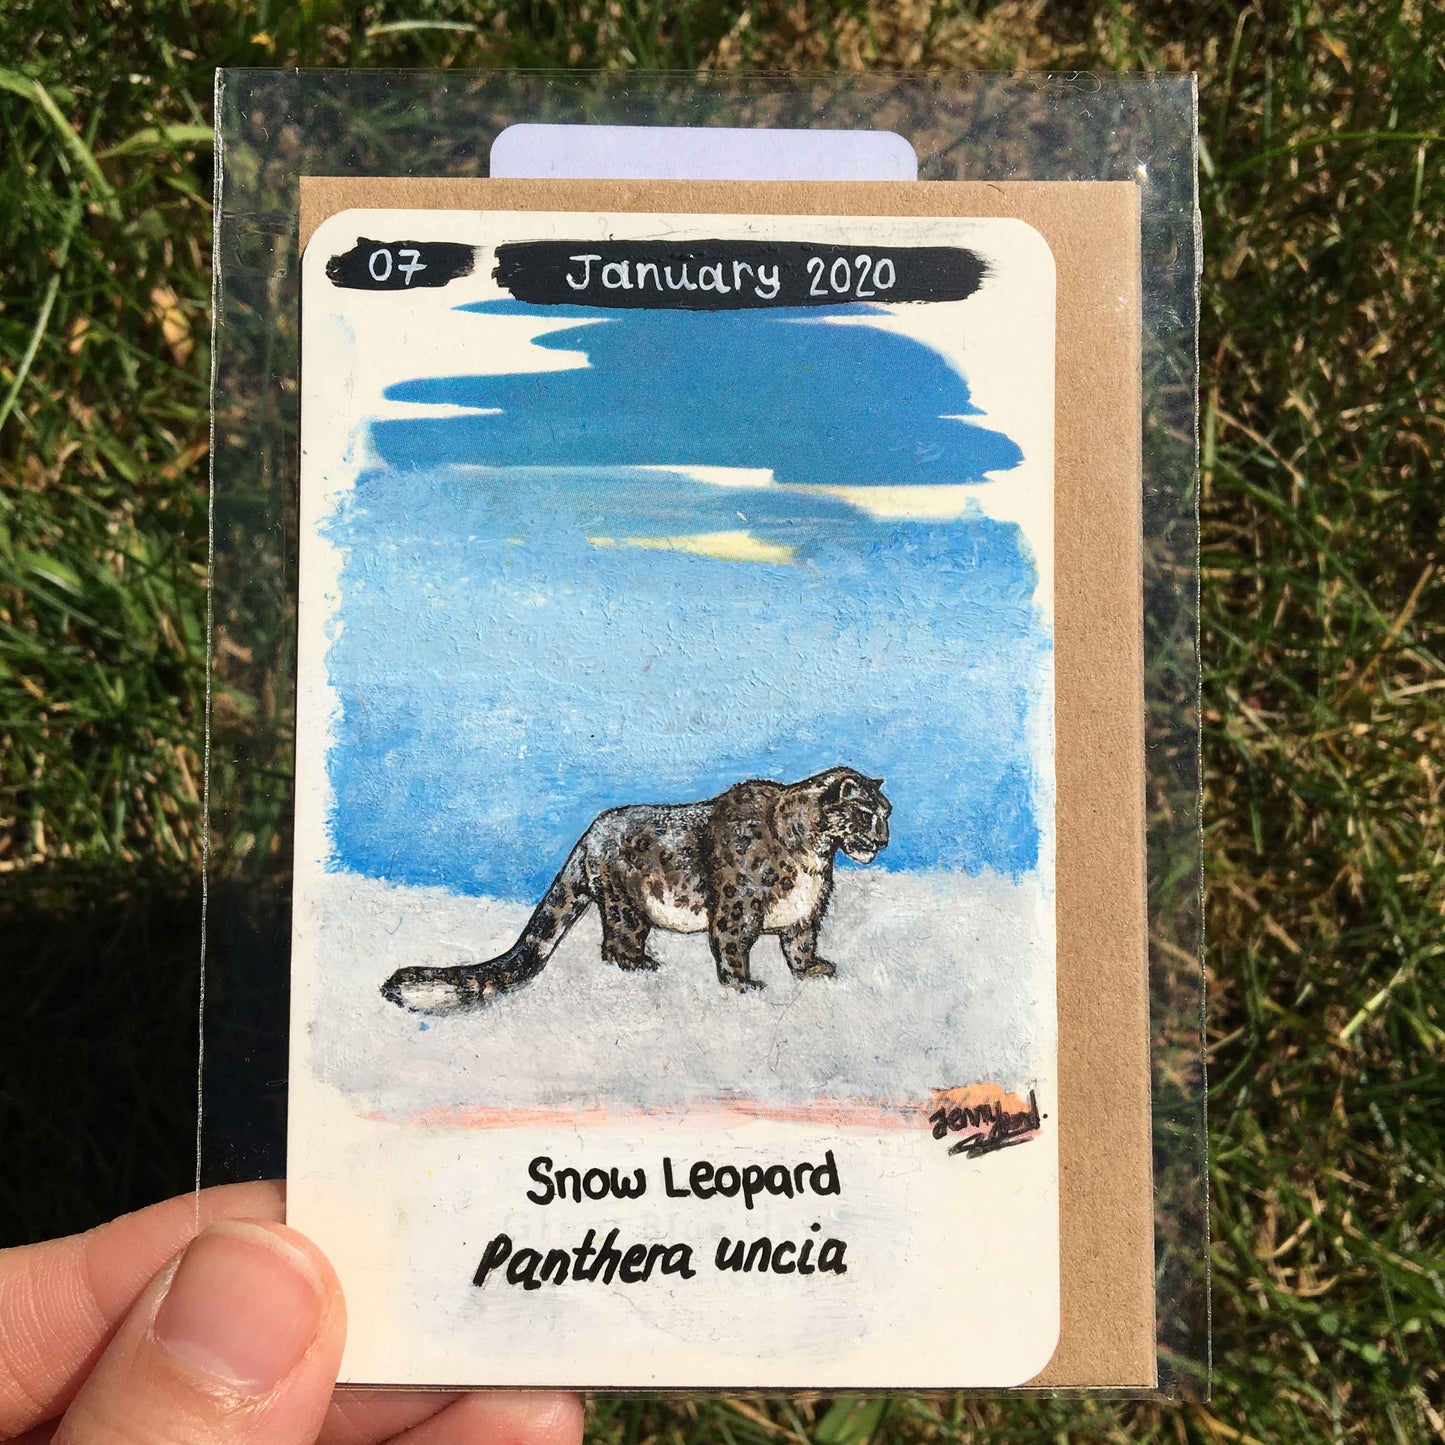 07
January 2020
Snow Leopard
Panthera uncia